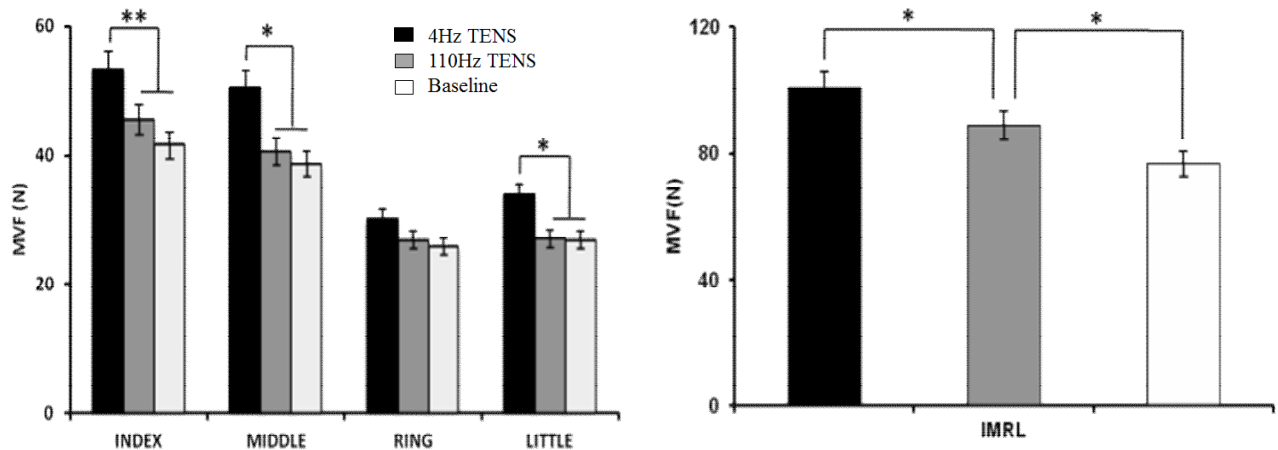 60
**
*
4Hz TENS
110Hz TENS
Baseline
40
*
MVF (N)
20
0
INDEX MIDDLE RING LITTLE
120
*
*
80
MVF(N)
40
0
IMRL